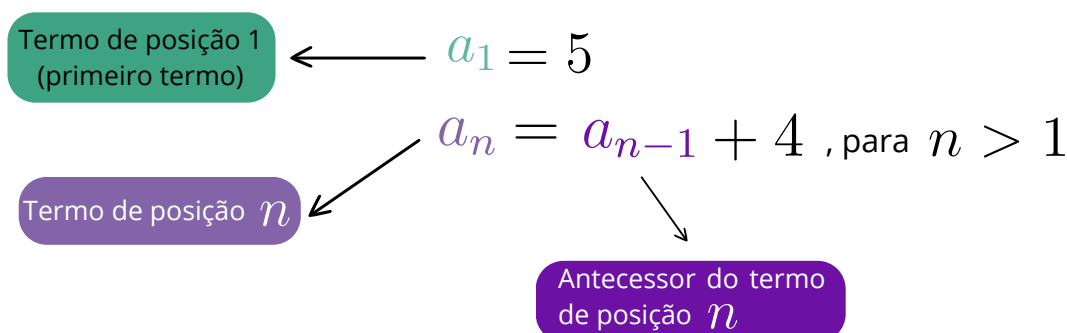 Termo de posição 1
(primeiro termo)
a₁ = 5
aₙ = aₙ₋₁ + 4 , para n > 1
Termo de posição n
Antecessor do termo
de posição n